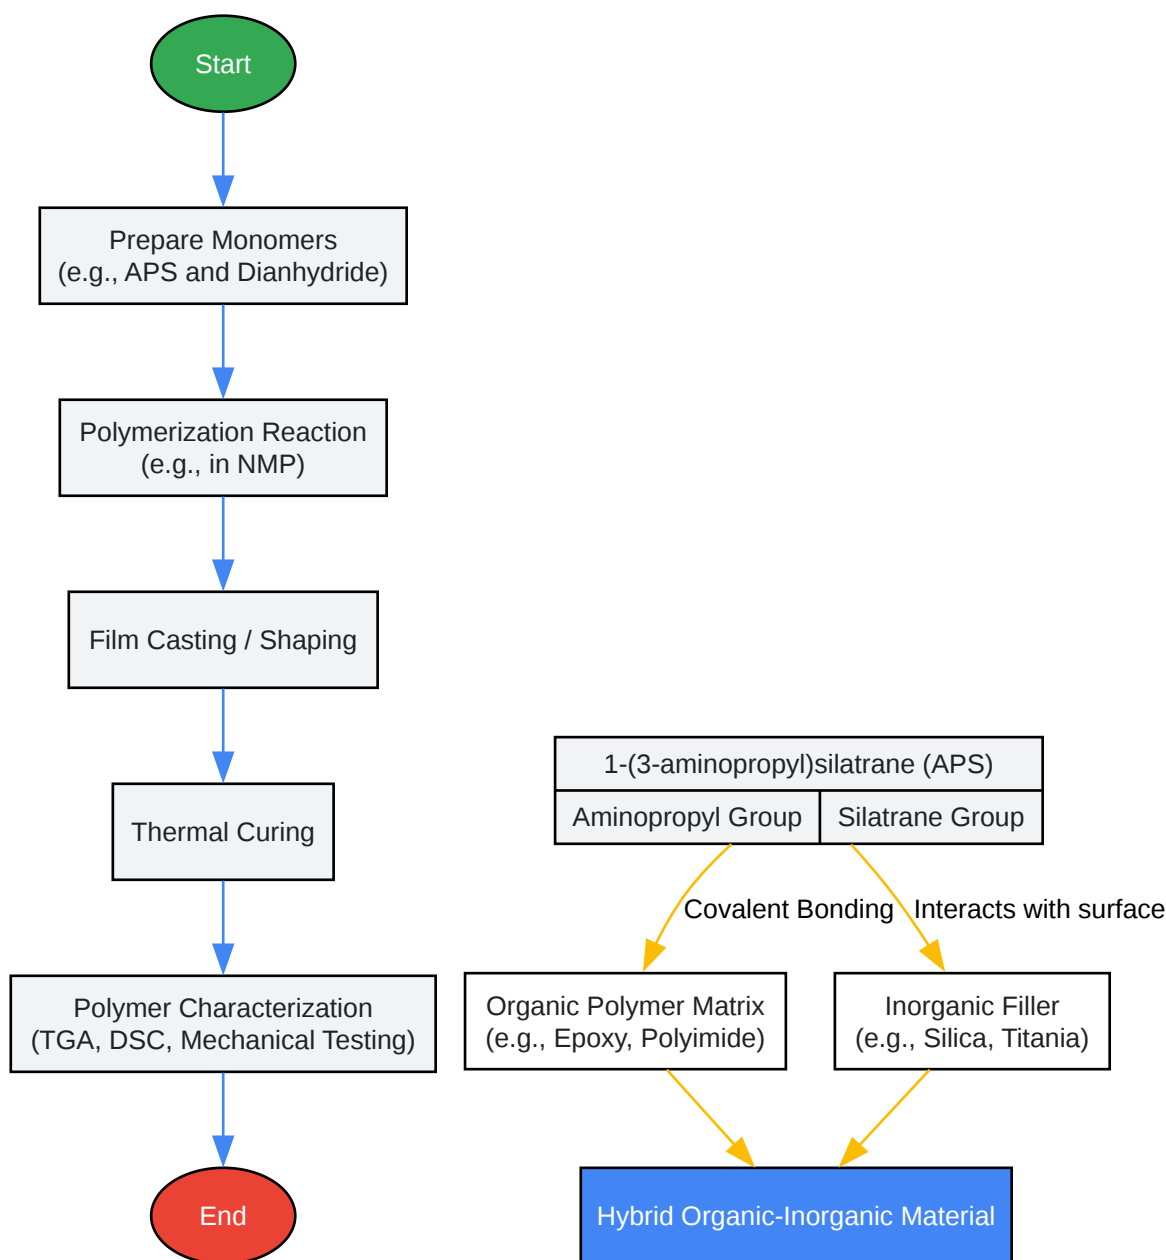 Start
Prepare Monomers
(e.g., APS and Dianhydride)
Polymerization Reaction
(e.g., in NMP)
Film Casting / Shaping
Thermal Curing
Polymer Characterization
(TGA, DSC, Mechanical Testing)
End
1-(3-aminopropyl)silatrane (APS)
Aminopropyl Group
Silatrane Group
Covalent Bonding
Interacts with surface
Organic Polymer Matrix
(e.g., Epoxy, Polyimide)
Inorganic Filler
(e.g., Silica, Titania)
Hybrid Organic-Inorganic Material